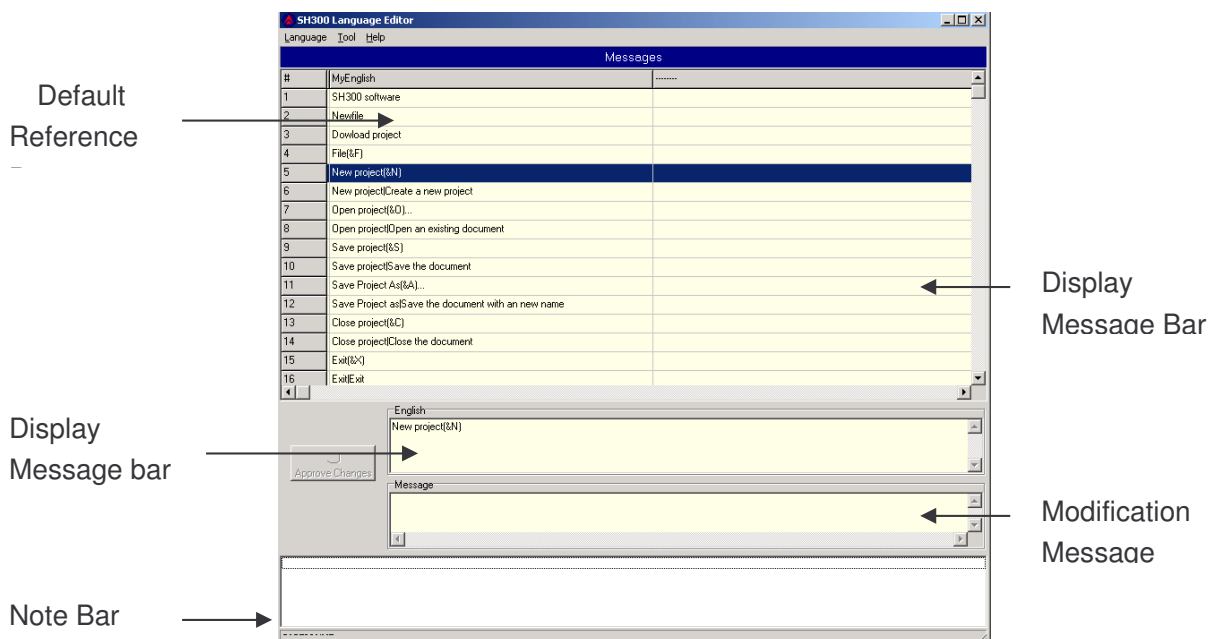 SH300 Language Editor
Language Tool Help
Messages
# MyEnglish --------
1 SH300 software
2 Newfile
3 Dowload project
4 File(&F)
5 New project(&N)
6 New project|Create a new project
7 Open project(&O)...
8 Open project|Open an existing document
9 Save project(&S)
10 Save project|Save the document
11 Save Project As(&A)...
12 Save Project as|Save the document with an new name
13 Close project(&C)
14 Close project|Close the document
15 Exit(&X)
16 Exit|Exit
Default
Reference
Display
Message Bar
English
New project(&N)
Approve Changes
Display
Message bar
Message
Modification
Message
Note Bar